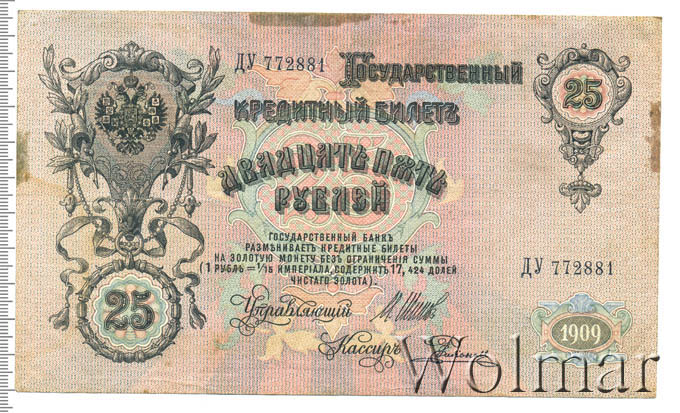 ДУ 772881 Государственный
Кредитный Билетъ
25
Двадцать пять
Рублей
ГОСУДАРСТВЕННЫЙ БАНКЪ
РАЗМѢНИВАЕТЪ КРЕДИТНЫЕ БИЛЕТЫ
НА ЗОЛОТУЮ МОНЕТУ БЕЗЪ ОГРАНИЧЕНІЯ СУММЫ
(1 РУБЛЬ = 1/15 ИМПЕРІАЛА, СОДЕРЖИТЪ 17,424 ДОЛЕЙ
ЧИСТАГО ЗОЛОТА).
ДУ 772881
25
Управляющій
Кассиръ
1909
Wolmar